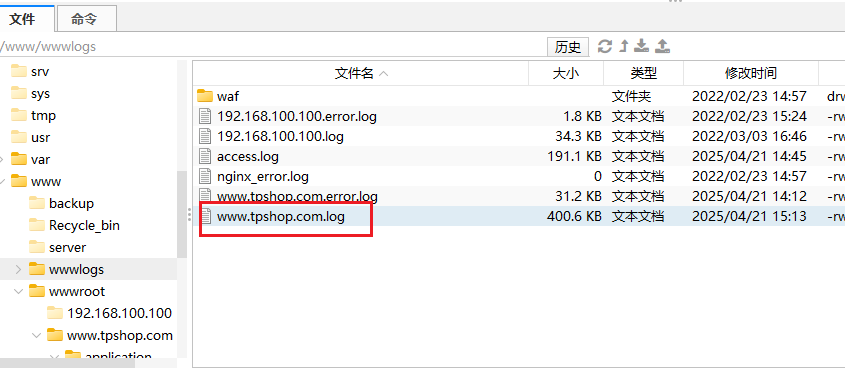 文件 命令
/www/wwwlogs 历史
srv
sys
tmp
usr
var
www
backup
Recycle_bin
server
wwwlogs
wwwroot
192.168.100.100
www.tpshop.com
application
文件名 大小 类型 修改时间
waf 文件夹 2022/02/23 14:57 drw
192.168.100.100.error.log 1.8 KB 文本文档 2022/02/23 15:24 -rw
192.168.100.100.log 34.3 KB 文本文档 2022/03/03 16:46 -rw
access.log 191.1 KB 文本文档 2025/04/21 14:45 -rw
nginx_error.log 0 文本文档 2022/02/23 14:57 -rw
www.tpshop.com.error.log 31.2 KB 文本文档 2025/04/21 14:12 -rw
www.tpshop.com.log 400.6 KB 文本文档 2025/04/21 15:13 -rw